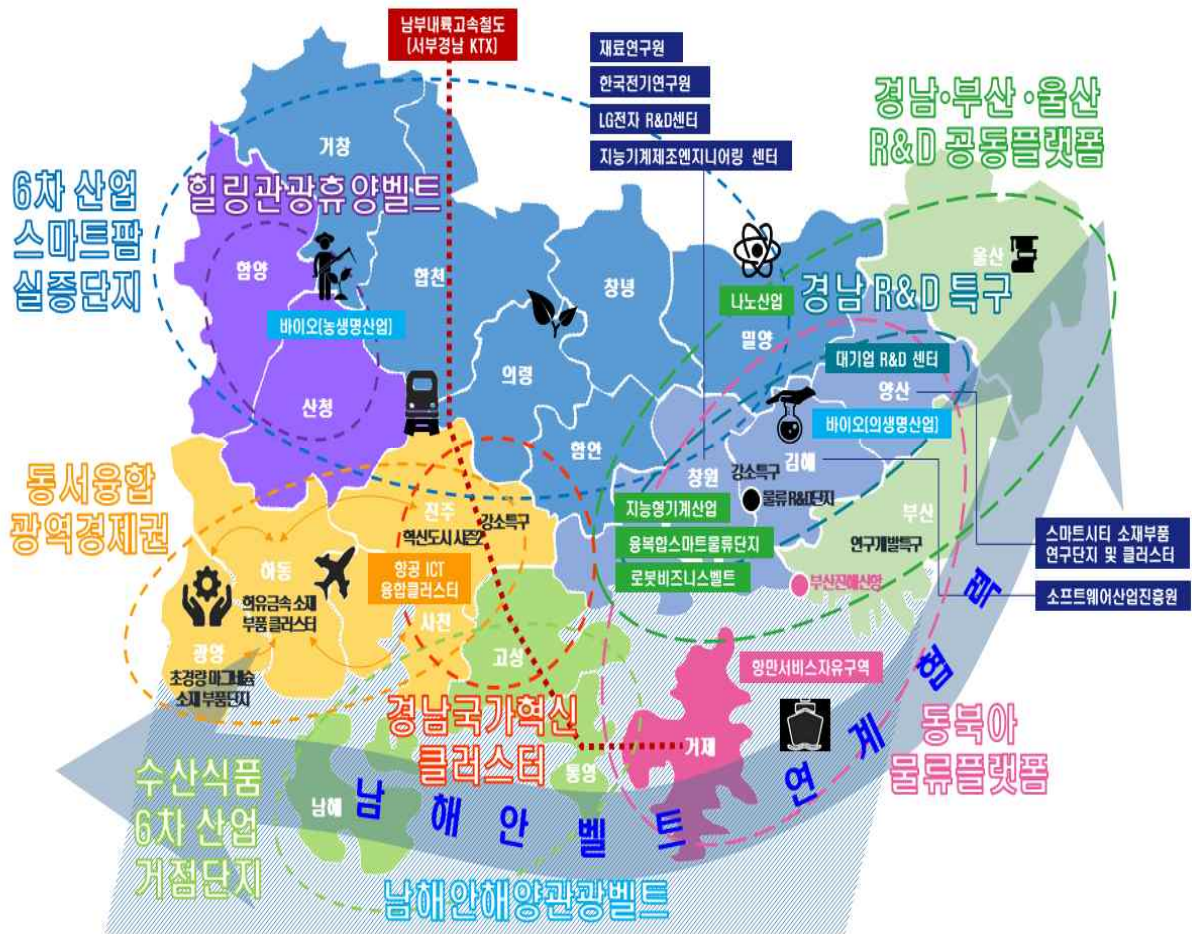 남부내륙고속철도
(서부경남 KTX)
재료연구원
한국전기연구원
LG전자 R&D센터
지능기계제조엔지니어링 센터
경남·부산·울산
R&D 공동플랫폼
6차 산업
스마트팜
실증단지
거창
힐링관광휴양벨트
함양
합천
창녕
울산
경남 R&D 특구
나노산업
밀양
바이오(농생명산업)
의령
대기업 R&D 센터
양산
산청
바이오(의생명산업)
함안
창원
김해
강소특구
물류 R&D단지
동서융합
광역경제권
진주
강소특구
혁신도시 시즌2
지능형기계산업
융복합스마트물류단지
로봇비즈니스벨트
부산
연구개발특구
스마트시티 소재부품
연구단지 및 클러스터
소프트웨어산업진흥원
하동
항공 ICT
융합클러스터
사천
부산진해신항
희유금속 소재
부품 클러스터
광양
초경량 마그네슘
소재 부품단지
고성
항만서비스자유구역
경남국가혁신
클러스터
거제
통영
동북아
물류플랫폼
수산식품
6차 산업
거점단지
남해
남해안벨트 연계협력
남해안해양관광벨트